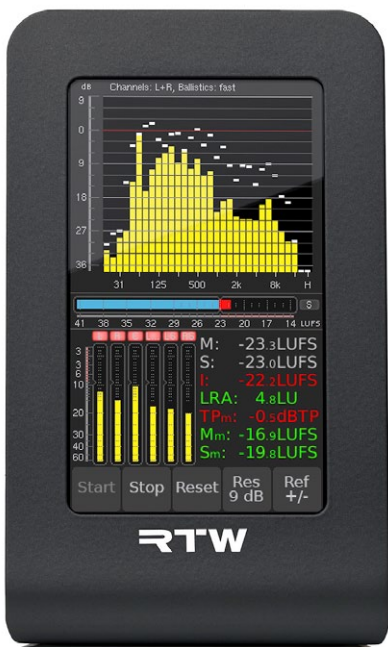 dB Channels: L+R, Ballistics: fast
9
0
9
18
27
36
31 125 500 2k 8k H
S
41 38 35 32 29 26 23 20 17 14 LUFS
3
3
6
10
20
30
40
60
M: -23.3LUFS
S: -23.0LUFS
I: -22.2LUFS
LRA: 4.8LU
TPm: -0.5dBTP
Mm: -16.9LUFS
Sm: -19.8LUFS
Start Stop Reset Res 9 dB Ref +/-
RTW